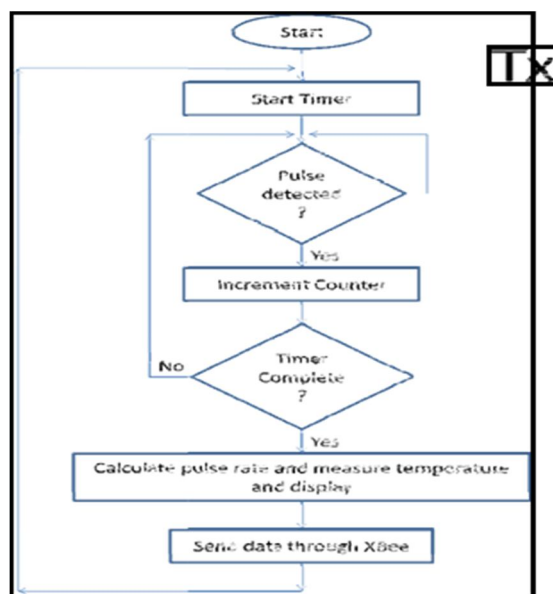 Start
Tx
Start Timer
Pulse
detected
?
Yes
Increment Counter
No
Timer
Complete
?
Yes
Calculate pulse rate and measure temperature
and display
Send data through XBee